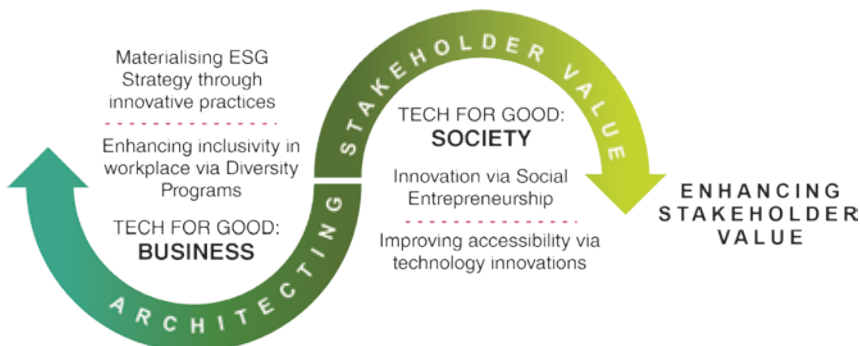 Materialising ESG
Strategy through
innovative practices
Enhancing inclusivity in
workplace via Diversity
Programs
TECH FOR GOOD:
BUSINESS
ARCHITECTING
STAKEHOLDER VALUE
TECH FOR GOOD:
SOCIETY
Innovation via Social
Entrepreneurship
Improving accessibility via
technology innovations
ENHANCING
STAKEHOLDER
VALUE